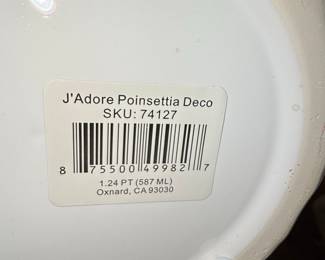 J'Adore Poinsettia Deco
SKU: 74127
8 75500 49982 7
1.24 PT (587 ML)
Oxnard, CA 93030